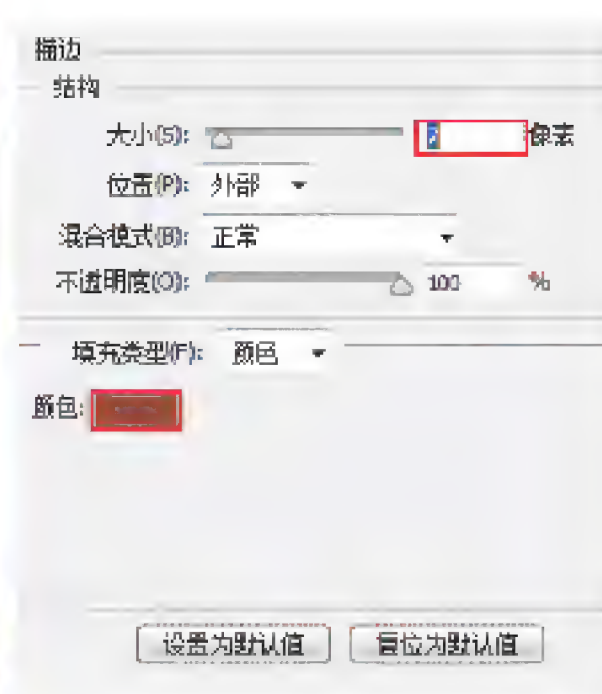 描边
结构
大小(S): 像素
位置(P): 外部
混合模式(B): 正常
不透明度(O): 100 %
填充类型(F): 颜色
颜色:
设置为默认值 复位为默认值